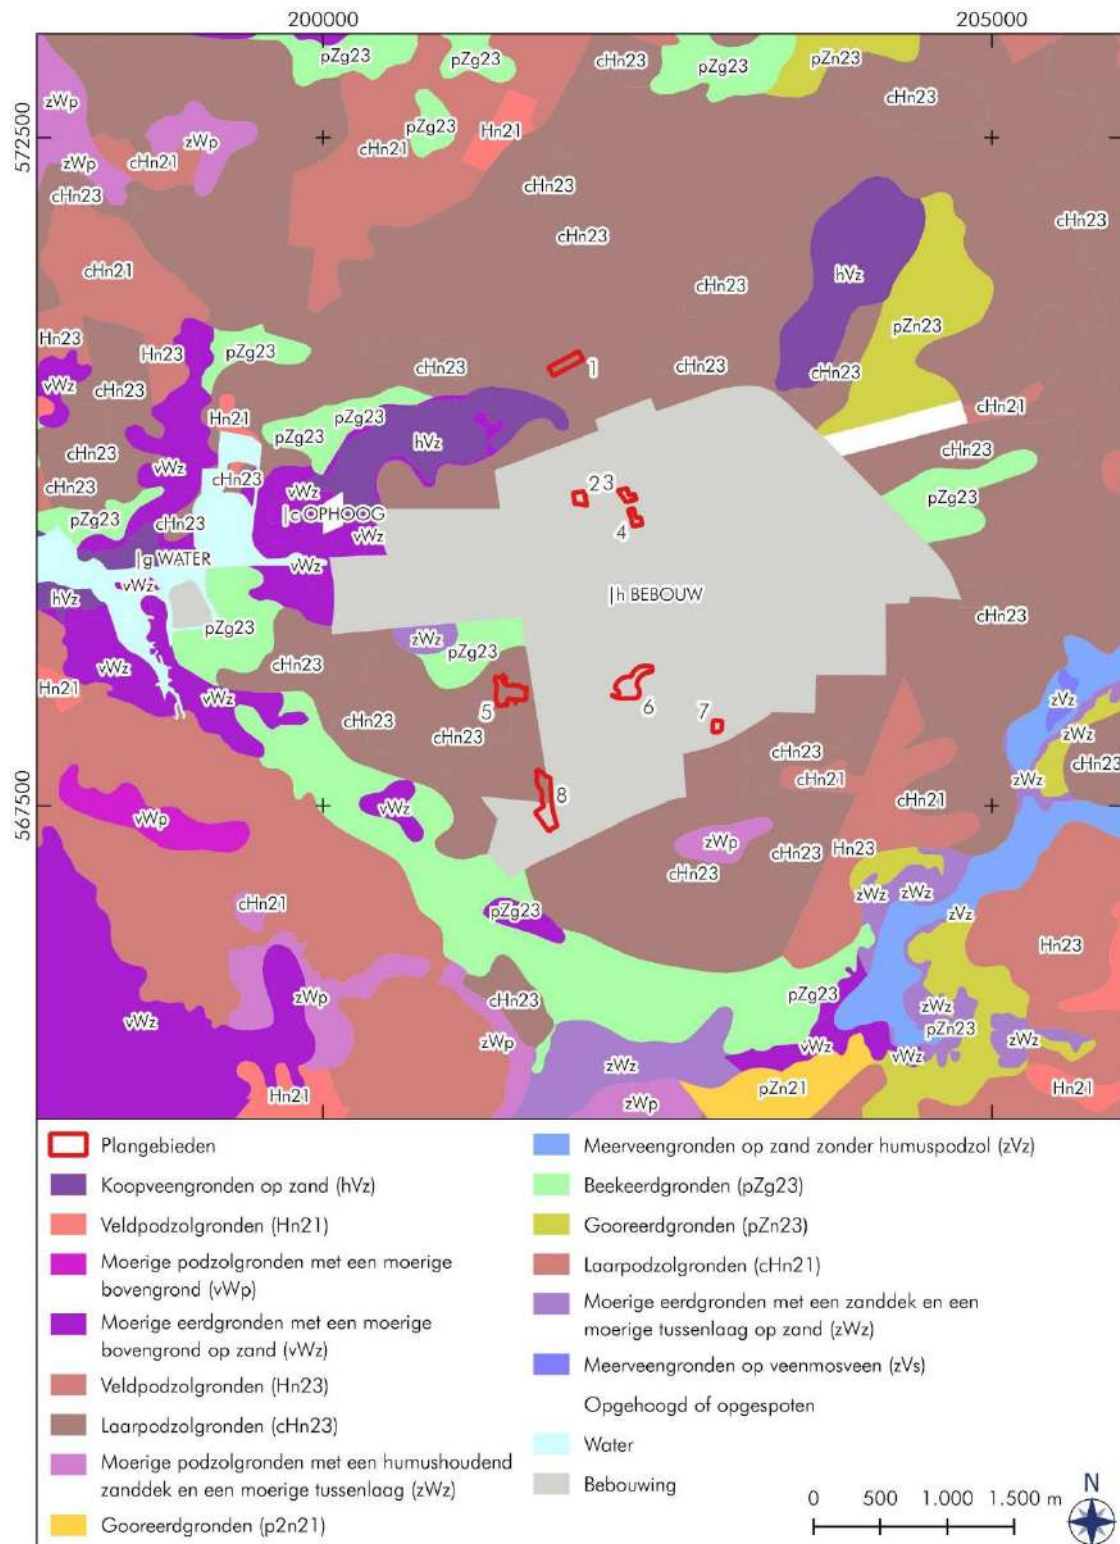 200000 205000
pZg23 pZg23 cHn23 pZg23 pZn23
zWp cHn23
572500 zWp pZg23 Hn21
zWp cHn21 cHn21
cHn23 cHn23 cHn23
cHn23
cHn21 cHn23 hVz
pZn23
Hn23 Hn23 pZg23
vWz cHn23 cHn23 1 cHn23 cHn23
Hn21 pZg23 cHn21
cHn23 pZg23 hVz cHn23
vWz cHn23
cHn23 vWz 2 3 pZg23
pZg23 cHn23 |c OPHOOG
vWz 4
|g WATER vWz
vWz
hVz |h BEBOUW
pZg23 cHn23
zWz
vWz cHn23 pZg23
Hn21 vWz 5 6 7 zVz
cHn23 cHn23 zWz
cHn23 cHn23
cHn21 zWz
567500 vWp vWz 8 cHn21
zWp cHn23 Hn23
cHn23
cHn21 pZg23 zWz zWz
zVz
Hn23
vWz zWp cHn23 pZg23 zWz
pZn23
zWp zWz vWz vWz zWz
Hn21 zWp pZn21 Hn21
Plangebieden
Koopveengronden op zand (hVz)
Veldpodzolgronden (Hn21)
Moerige podzolgronden met een moerige
bovengrond (vWp)
Moerige eerdgronden met een moerige
bovengrond op zand (vWz)
Veldpodzolgronden (Hn23)
Laarpodzolgronden (cHn23)
Moerige podzolgronden met een humushoudend
zanddek en een moerige tussenlaag (zWz)
Gooreerdgronden (p2n21)
Meerveengronden op zand zonder humuspodzol (zVz)
Beekeerdgronden (pZg23)
Gooreerdgronden (pZn23)
Laarpodzolgronden (cHn21)
Moerige eerdgronden met een zanddek en een
moerige tussenlaag op zand (zWz)
Meerveengronden op veenmosveen (zVs)
Opgehoogd of opgespoten
Water
Bebouwing
0 500 1.000 1.500 m
N